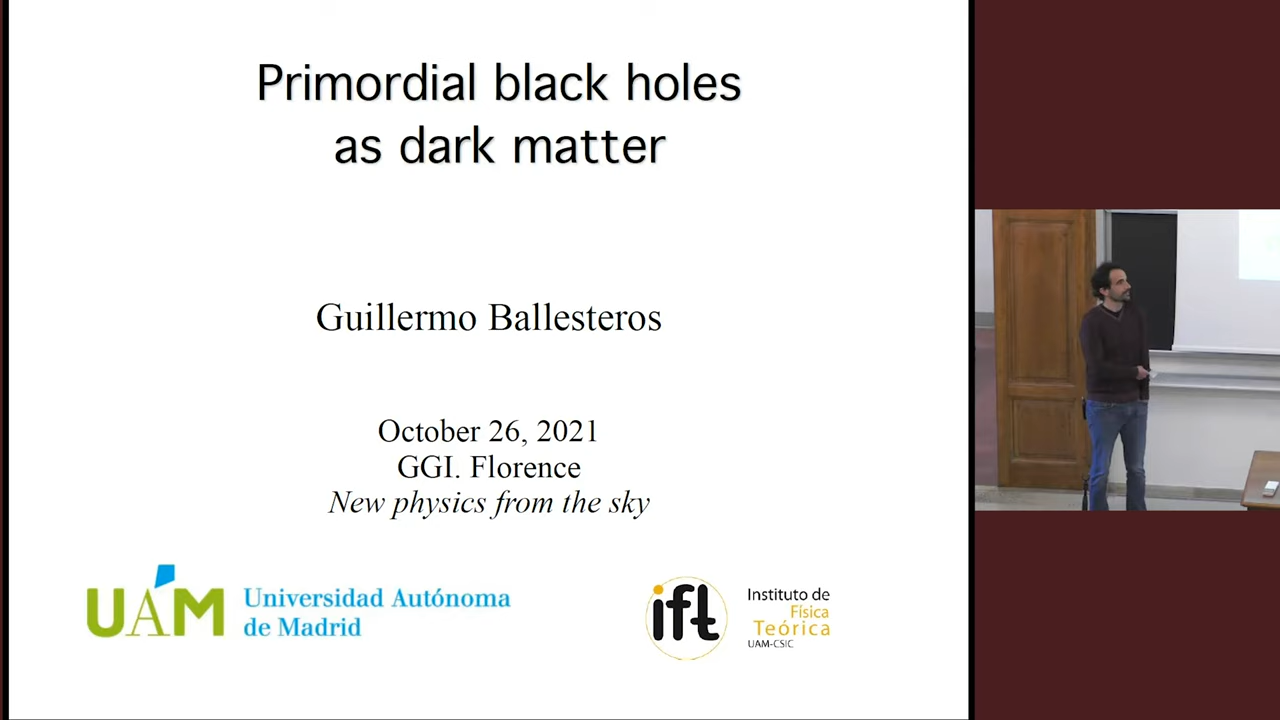 Primordial black holes
as dark matter
Guillermo Ballesteros
October 26, 2021
GGI. Florence
New physics from the sky
UAM Universidad Autónoma
de Madrid
ift
Instituto de
Física
Teórica
UAM-CSIC